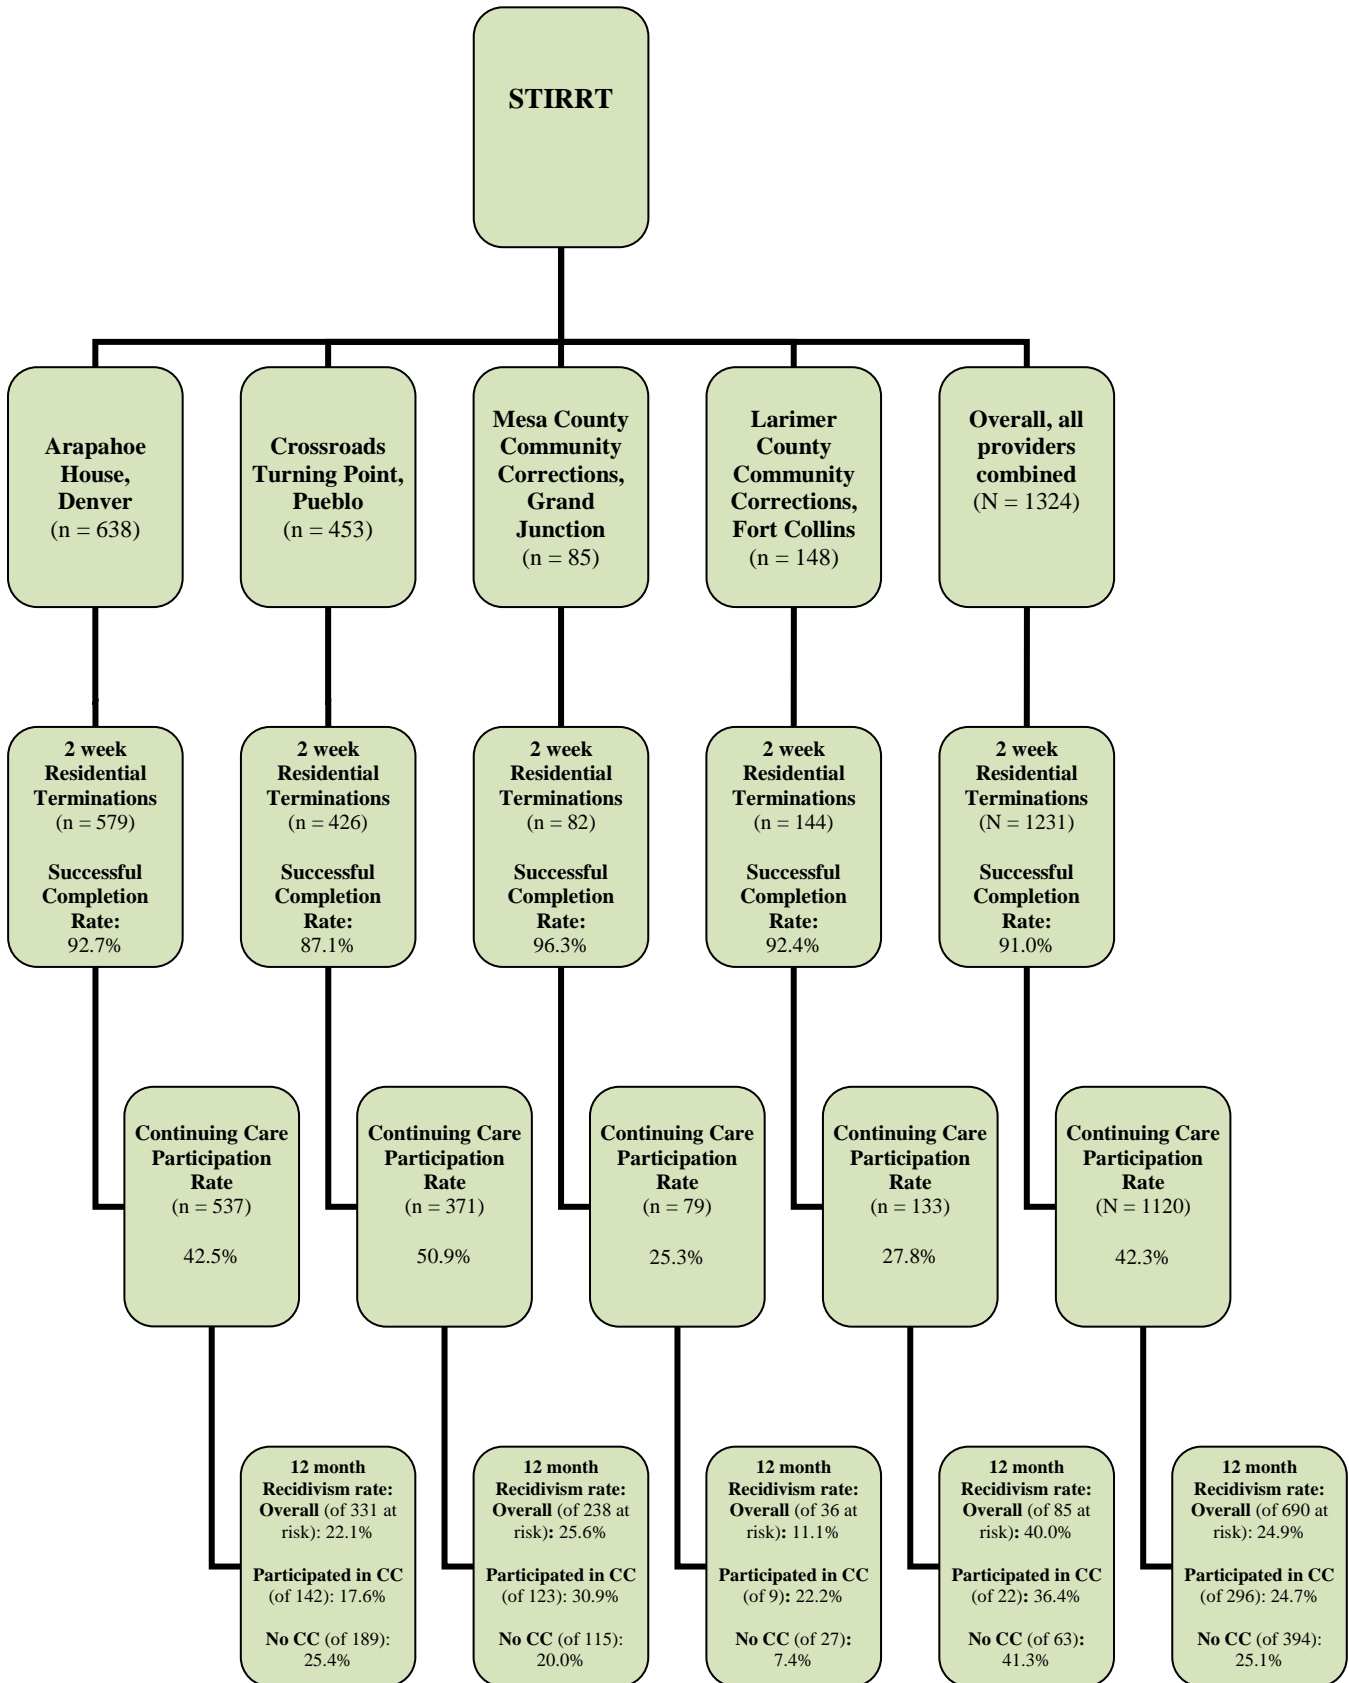 STIRRT
Arapahoe
House,
Denver
(n = 638)
Crossroads
Turning Point,
Pueblo
(n = 453)
Mesa County
Community
Corrections,
Grand
Junction
(n = 85)
Larimer
County
Community
Corrections,
Fort Collins
(n = 148)
Overall, all
providers
combined
(N = 1324)
2 week
Residential
Terminations
(n = 579)
Successful
Completion
Rate:
92.7%
2 week
Residential
Terminations
(n = 426)
Successful
Completion
Rate:
87.1%
2 week
Residential
Terminations
(n = 82)
Successful
Completion
Rate:
96.3%
2 week
Residential
Terminations
(n = 144)
Successful
Completion
Rate:
92.4%
2 week
Residential
Terminations
(N = 1231)
Successful
Completion
Rate:
91.0%
Continuing Care
Participation
Rate
(n = 537)
42.5%
Continuing Care
Participation
Rate
(n = 371)
50.9%
Continuing Care
Participation
Rate
(n = 79)
25.3%
Continuing Care
Participation
Rate
(n = 133)
27.8%
Continuing Care
Participation
Rate
(N = 1120)
42.3%
12 month
Recidivism rate:
Overall (of 331 at
risk): 22.1%
Participated in CC
(of 142): 17.6%
No CC (of 189):
25.4%
12 month
Recidivism rate:
Overall (of 238 at
risk): 25.6%
Participated in CC
(of 123): 30.9%
No CC (of 115):
20.0%
12 month
Recidivism rate:
Overall (of 36 at
risk): 11.1%
Participated in CC
(of 9): 22.2%
No CC (of 27):
7.4%
12 month
Recidivism rate:
Overall (of 85 at
risk): 40.0%
Participated in CC
(of 22): 36.4%
No CC (of 63):
41.3%
12 month
Recidivism rate:
Overall (of 690 at
risk): 24.9%
Participated in CC
(of 296): 24.7%
No CC (of 394):
25.1%